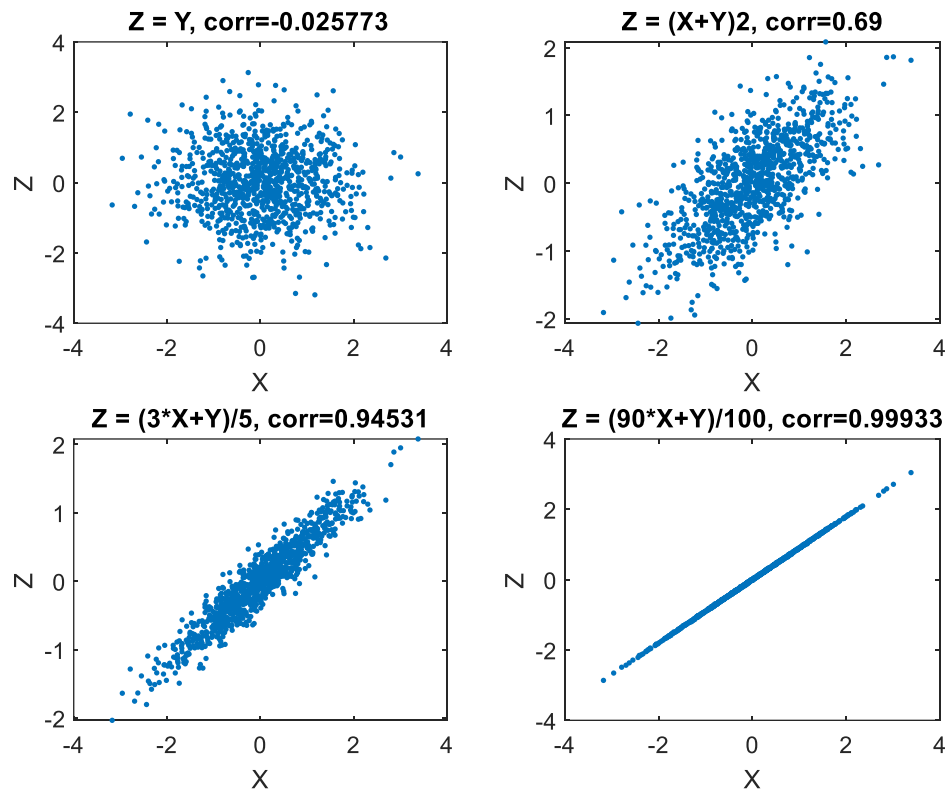 Z = Y, corr=-0.025773
4
2
0
-2
-4
Z
-4 -2 0 2 4
X
Z = (X+Y)2, corr=0.69
2
1
0
-1
-2
Z
-4 -2 0 2 4
X
Z = (3*X+Y)/5, corr=0.94531
2
1
0
-1
-2
Z
-4 -2 0 2 4
X
Z = (90*X+Y)/100, corr=0.99933
4
2
0
-2
-4
Z
-4 -2 0 2 4
X